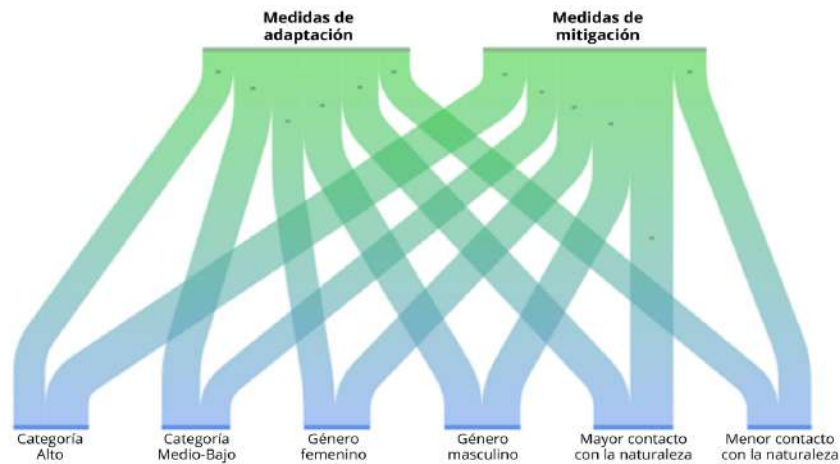 Medidas de
adaptación
Medidas de
mitigación
Categoría
Alto
Categoría
Medio-Bajo
Género
femenino
Género
masculino
Mayor contacto
con la naturaleza
Menor contacto
con la naturaleza